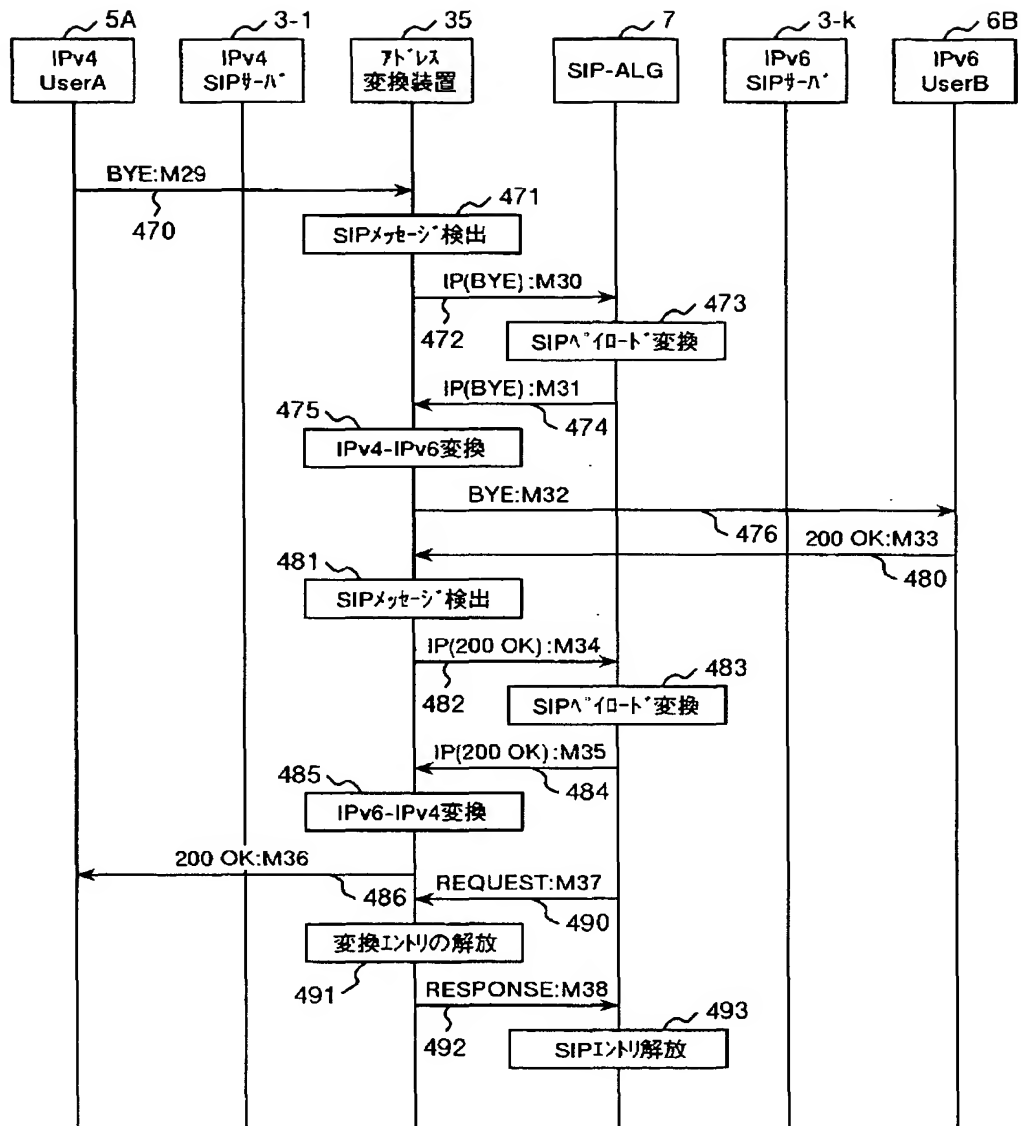 5A
3-1
35
7
3-k
6B
IPv4
UserA
IPv4
SIPサーバ
アドレス
変換装置
SIP-ALG
IPv6
SIPサーバ
IPv6
UserB
BYE:M29
470
471
SIPメッセージ検出
IP(BYE):M30
472
473
SIPペイロード変換
IP(BYE):M31
474
475
IPv4-IPv6変換
BYE:M32
476
200 OK:M33
480
481
SIPメッセージ検出
IP(200 OK):M34
482
483
SIPペイロード変換
IP(200 OK):M35
484
485
IPv6-IPv4変換
200 OK:M36
486
REQUEST:M37
490
変換エントリの解放
491
RESPONSE:M38
492
493
SIPエントリ解放